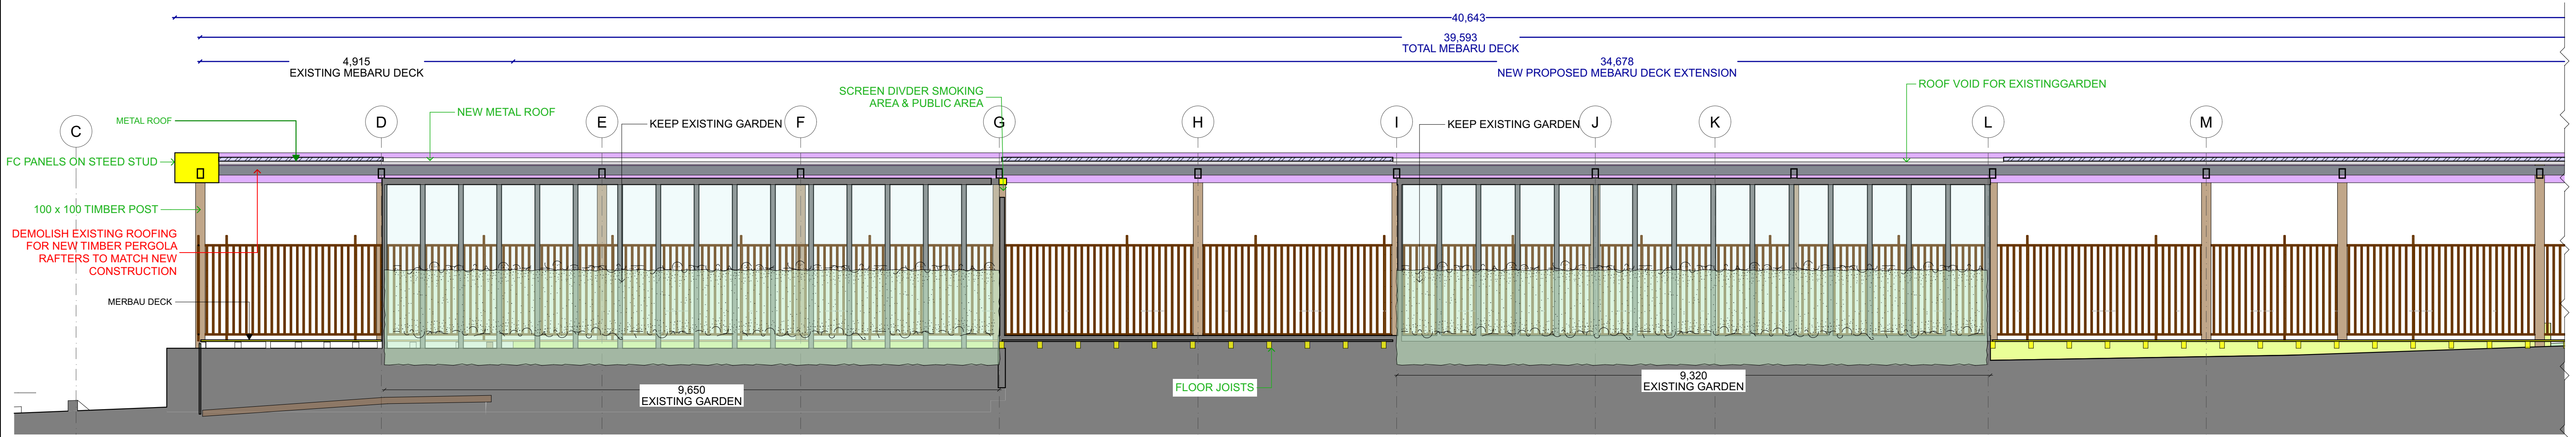 40,643
39,593
TOTAL MEBARU DECK
4,915
EXISTING MEBARU DECK
34,678
NEW PROPOSED MEBARU DECK EXTENSION
SCREEN DIVDER SMOKING
AREA & PUBLIC AREA
ROOF VOID FOR EXISTINGGARDEN
METAL ROOF
NEW METAL ROOF
KEEP EXISTING GARDEN
KEEP EXISTING GARDEN
C
D
E
F
G
H
I
J
K
L
M
FC PANELS ON STEED STUD
100 x 100 TIMBER POST
DEMOLISH EXISTING ROOFING
FOR NEW TIMBER PERGOLA
RAFTERS TO MATCH NEW
CONSTRUCTION
MERBAU DECK
9,650
EXISTING GARDEN
FLOOR JOISTS
9,320
EXISTING GARDEN